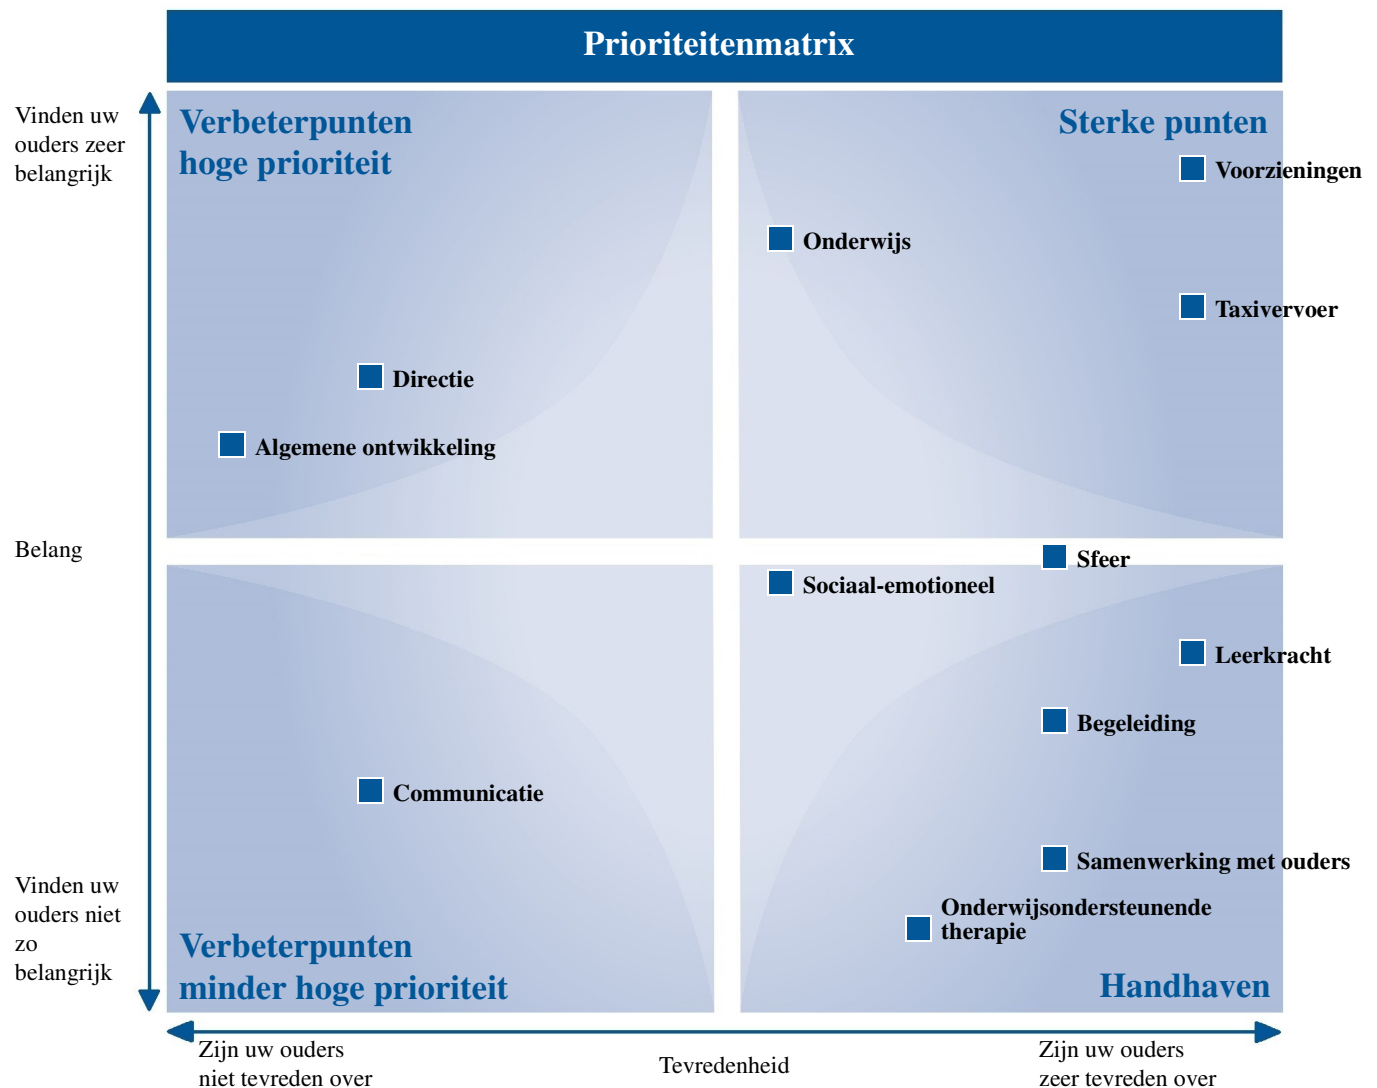 Prioriteitenmatrix
Vinden uw
ouders zeer
belangrijk
Verbeterpunten
hoge prioriteit
Sterke punten
Voorzieningen
Onderwijs
Taxivervoer
Directie
Algemene ontwikkeling
Belang
Sfeer
Sociaal-emotioneel
Leerkracht
Begeleiding
Communicatie
Samenwerking met ouders
Vinden uw
ouders niet
zo
belangrijk
Onderwijsondersteunende
therapie
Verbeterpunten
minder hoge prioriteit
Handhaven
Zijn uw ouders
niet tevreden over
Tevredenheid
Zijn uw ouders
zeer tevreden over